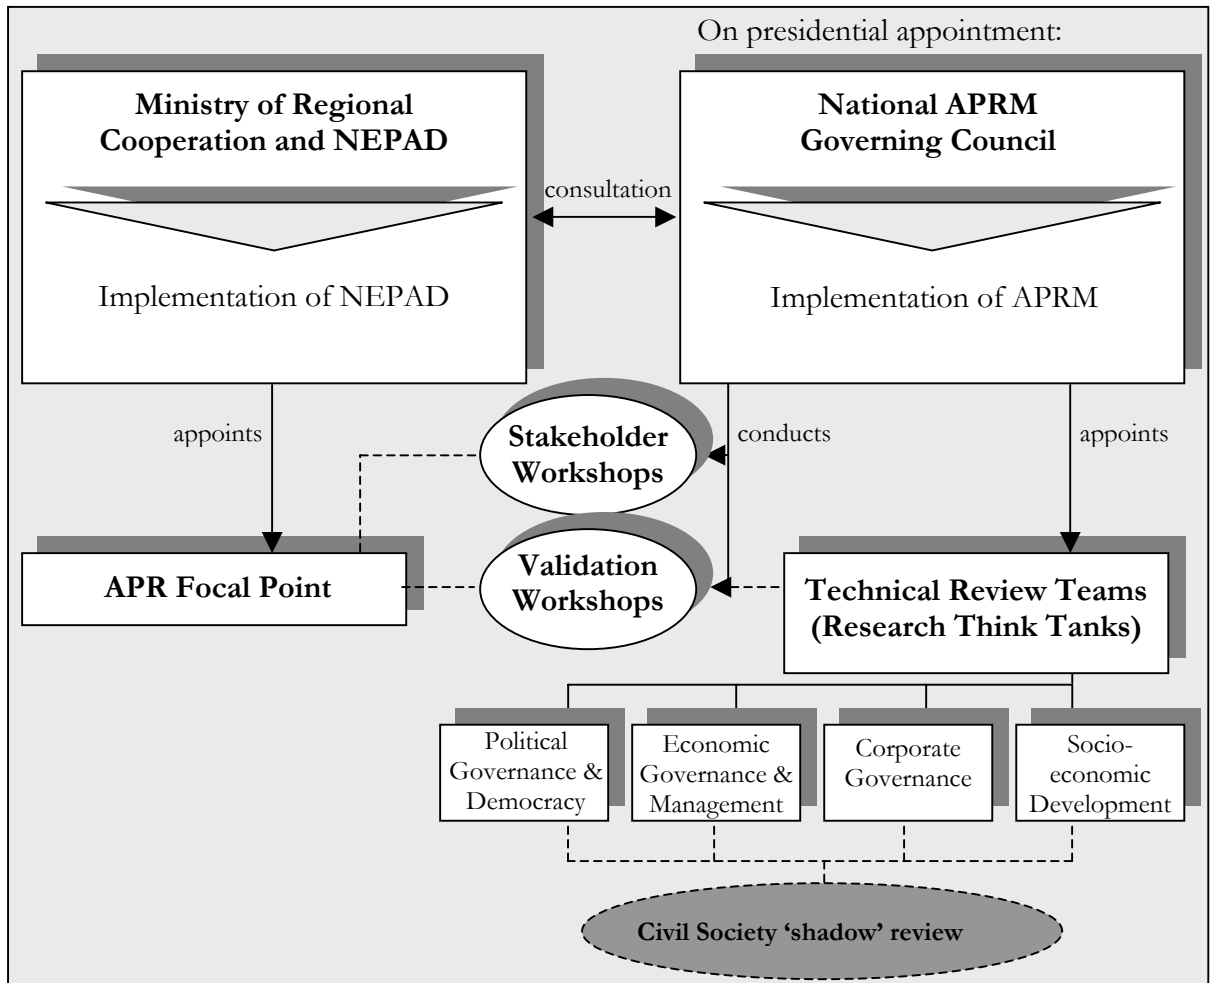 On presidential appointment:
Ministry of Regional
Cooperation and NEPAD
National APRM
Governing Council
consultation
Implementation of NEPAD
Implementation of APRM
appoints
Stakeholder
Workshops
conducts
appoints
APR Focal Point
Validation
Workshops
Technical Review Teams
(Research Think Tanks)
Political
Governance &
Democracy
Economic
Governance &
Management
Corporate
Governance
Socio-
economic
Development
Civil Society ‘shadow’ review